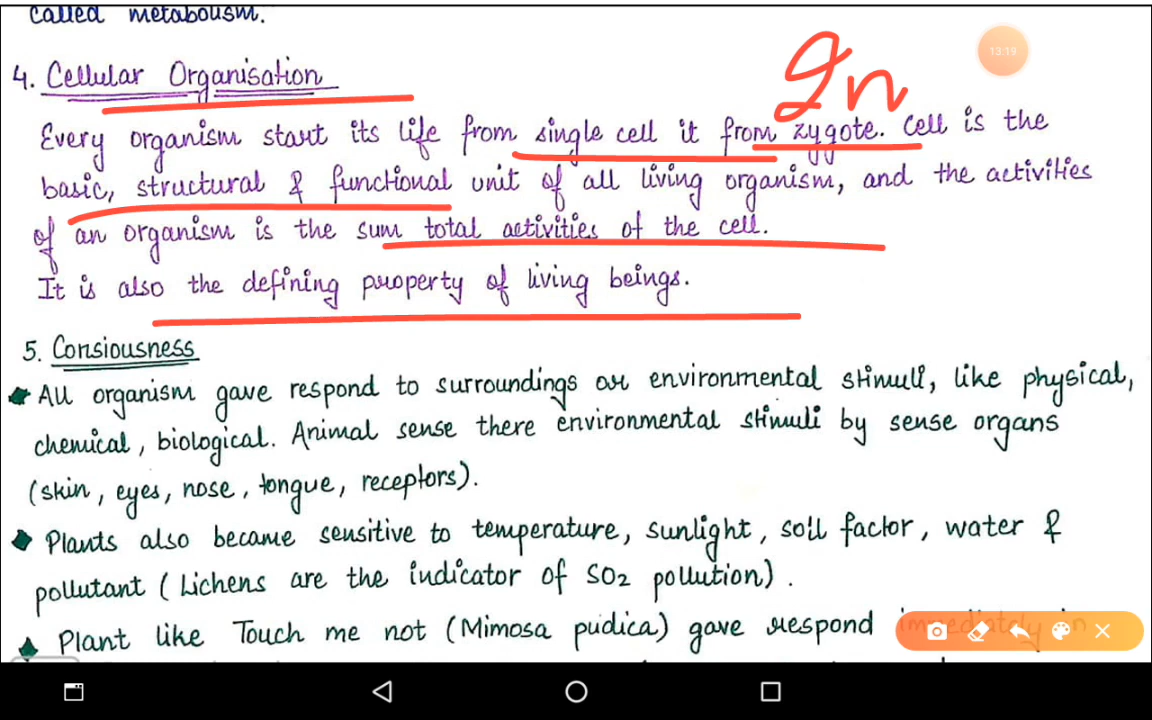 called metabolism.
2n
13:19
4. Cellular Organisation
Every organism start its life from single cell it from zygote. Cell is the
basic, structural & functional unit of all living organism, and the activities
of an organism is the sum total activities of the cell.
It is also the defining property of living beings.
5. Consiousness
All organism gave respond to surroundings or environmental stimuli, like physical,
chemical, biological. Animal sense there environmental stimuli by sense organs
(skin, eyes, nose, tongue, receptors).
Plants also became sensitive to temperature, sunlight, soil factor, water &
pollutant (Lichens are the indicator of SO2 pollution).
Plant like Touch me not (Mimosa pudica) gave respond immediately in